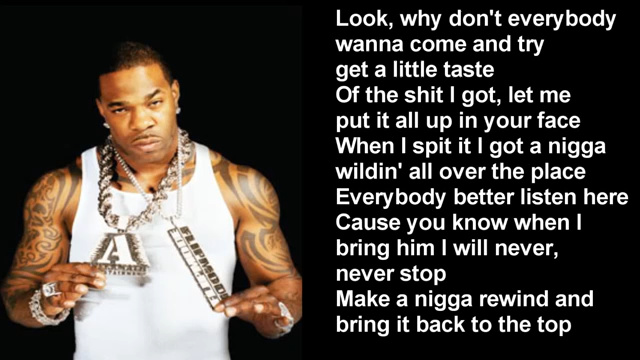 Look, why don't everybody
wanna come and try
get a little taste
Of the shit I got, let me
put it all up in your face
When I spit it I got a nigga
wildin' all over the place
Everybody better listen here
Cause you know when I
bring him I will never,
never stop
Make a nigga rewind and
bring it back to the top
A
FLIPMODE